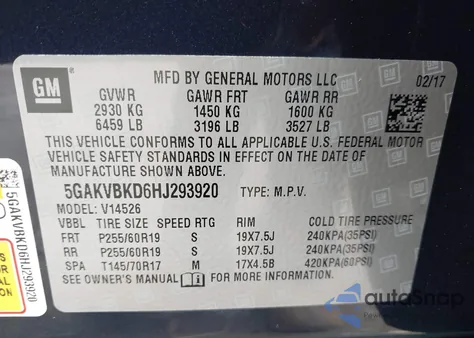 GM
MFD BY GENERAL MOTORS LLC
02/17
GVWR GAWR FRT GAWR RR
2930 KG 1450 KG 1600 KG
6459 LB 3196 LB 3527 LB
THIS VEHICLE CONFORMS TO ALL APPLICABLE U.S. FEDERAL MOTOR
VEHICLE SAFETY STANDARDS IN EFFECT ON THE DATE OF
MANUFACTURE SHOWN ABOVE.
5GAKVBKD6HJ293920 TYPE: M.P.V.
MODEL: V14526
VBBL TIRE SIZE SPEED RTG RIM COLD TIRE PRESSURE
FRT P255/60R19 S 19X7.5J 240KPA(35PSI)
RR P255/60R19 S 19X7.5J 240KPA(35PSI)
SPA T145/70R17 M 17X4.5B 420KPA(60PSI)
SEE OWNER'S MANUAL FOR ADDITIONAL INFORMATION.
5GAKVBKD6HJ293920
autoSnap